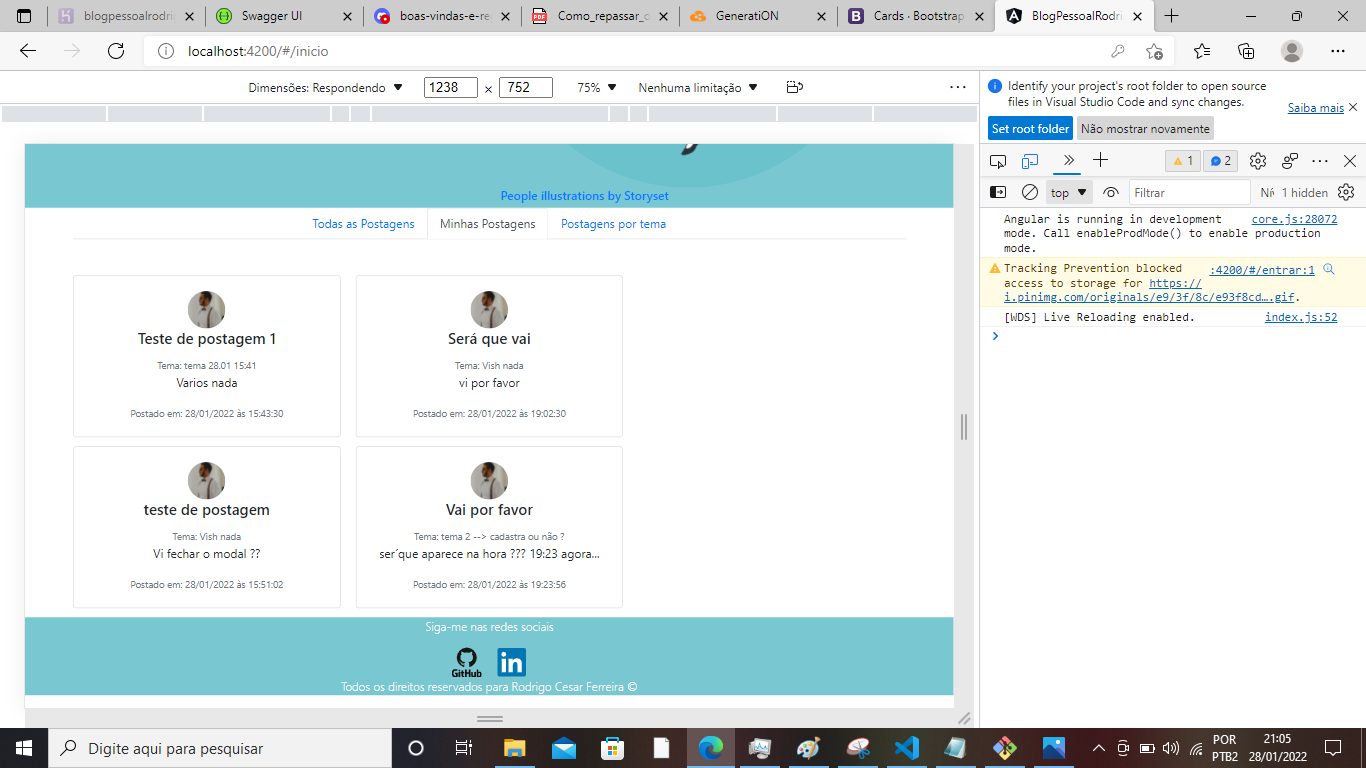 blogpessoalrodri
Swagger UI
boas-vindas-e-re
Como_repassar_c
GeneratiON
Cards · Bootstrap
BlogPessoalRodri
localhost:4200/#/inicio
Dimensões: Respondendo
1238 × 752
75%
Nenhuma limitação
People illustrations by Storyset
Todas as Postagens
Minhas Postagens
Postagens por tema
Teste de postagem 1
Tema: tema 28.01 15:41
Varios nada
Postado em: 28/01/2022 às 15:43:30
Será que vai
Tema: Vish nada
vi por favor
Postado em: 28/01/2022 às 19:02:30
teste de postagem
Tema: Vish nada
Vi fechar o modal ??
Postado em: 28/01/2022 às 15:51:02
Vai por favor
Tema: tema 2 --> cadastra ou não ?
ser´que aparece na hora ??? 19:23 agora...
Postado em: 28/01/2022 às 19:23:56
Siga-me nas redes sociais
GitHub
in
Todos os direitos reservados para Rodrigo Cesar Ferreira ©
Identify your project's root folder to open source
files in Visual Studio Code and sync changes.
Saiba mais
Set root folder
Não mostrar novamente
1
2
top
Filtrar
1 hidden
Angular is running in development core.js:28072
mode. Call enableProdMode() to enable production
mode.
Tracking Prevention blocked :4200/#/entrar:1
access to storage for https://
i.pinimg.com/originals/e9/3f/8c/e93f8cd….gif.
[WDS] Live Reloading enabled. index.js:52
Digite aqui para pesquisar
POR
PTB2
21:05
28/01/2022